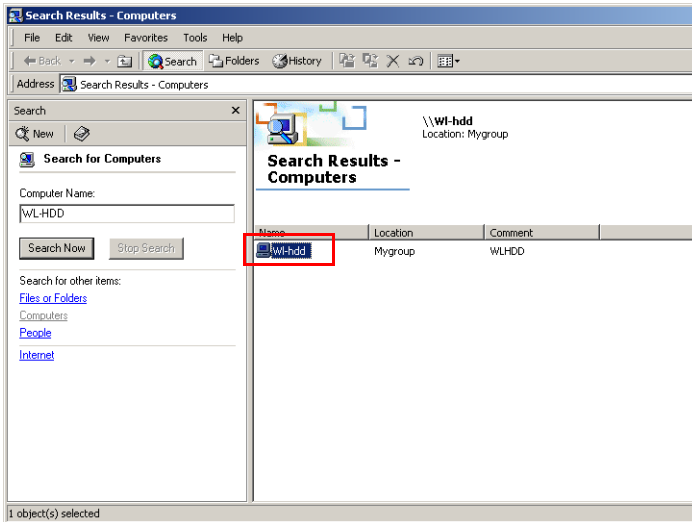 Search Results - Computers
File Edit View Favorites Tools Help
Back Search Folders History
Address Search Results - Computers
Search
New
Search for Computers
Computer Name:
WL-HDD
Search Now Stop Search
Search for other items:
Files or Folders
Computers
People
Internet
Search Results -
Computers
\\Wl-hdd
Location: Mygroup
Name Location Comment
Wl-hdd Mygroup WLHDD
1 object(s) selected